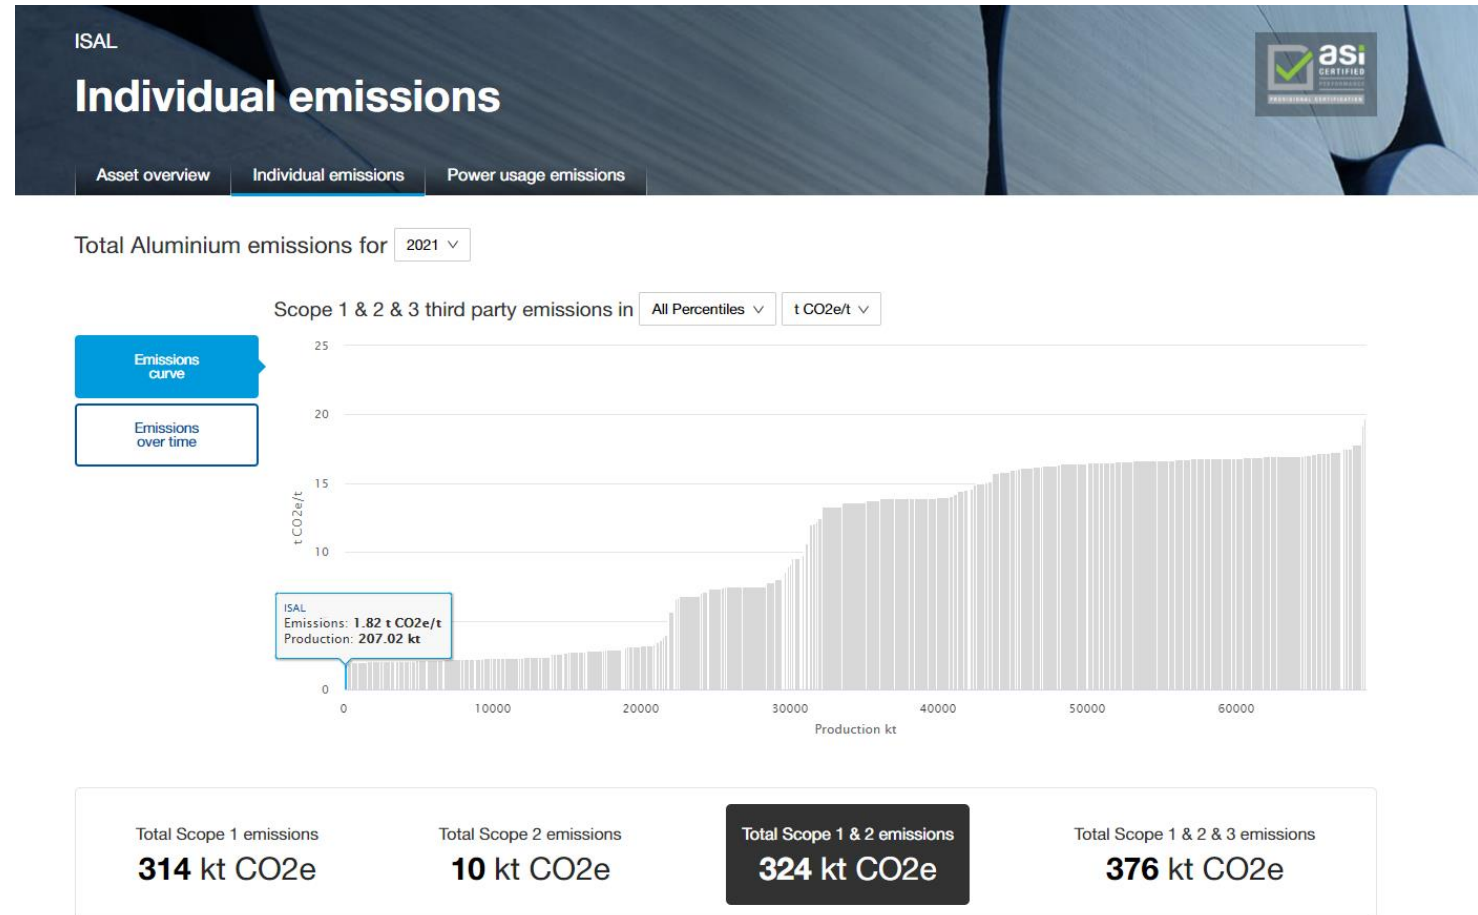 ISAL
Individual emissions
asi
CERTIFIED
PERFORMANCE
PROVISIONAL CERTIFICATION
Asset overview Individual emissions Power usage emissions
Total Aluminium emissions for 2021
Scope 1 & 2 & 3 third party emissions in All Percentiles t CO2e/t
Emissions
curve
Emissions
over time
25
20
15
10
0
t CO2e/t
ISAL
Emissions: 1.82 t CO2e/t
Production: 207.02 kt
0 10000 20000 30000 40000 50000 60000
Production kt
Total Scope 1 emissions
314 kt CO2e
Total Scope 2 emissions
10 kt CO2e
Total Scope 1 & 2 emissions
324 kt CO2e
Total Scope 1 & 2 & 3 emissions
376 kt CO2e